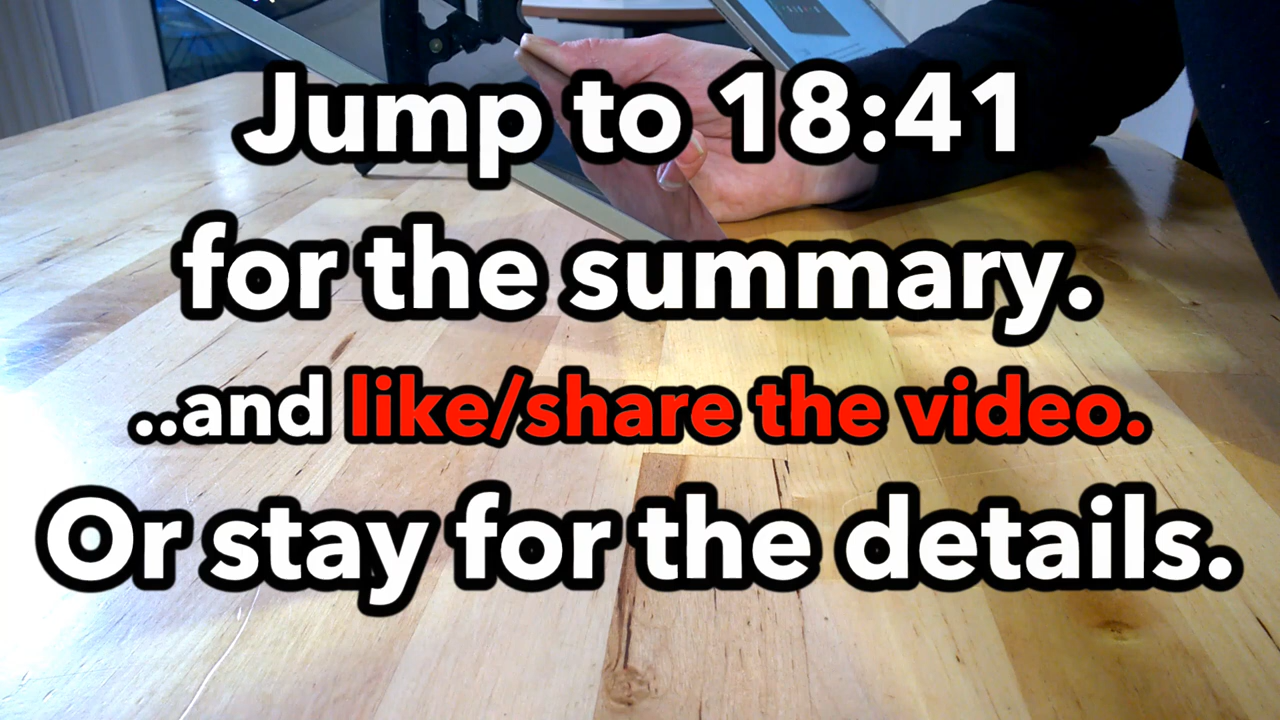 Jump to 18:41
for the summary.
..and like/share the video.
Or stay for the details.